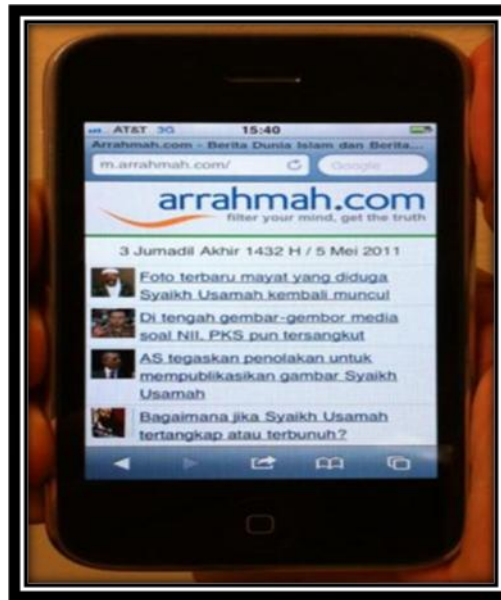 AT&T 3G 15:40
Arrahmah.com - Berita Dunia Islam dan Berita...
m.arrahmah.com/ Google
arrahmah.com
filter your mind, get the truth
3 Jumadil Akhir 1432 H / 5 Mei 2011
Foto terbaru mayat yang diduga
Syaikh Usamah kembali muncul
Di tengah gembar-gembor media
soal NII, PKS pun tersangkut
AS tegaskan penolakan untuk
mempublikasikan gambar Syaikh
Usamah
Bagaimana jika Syaikh Usamah
tertangkap atau terbunuh?